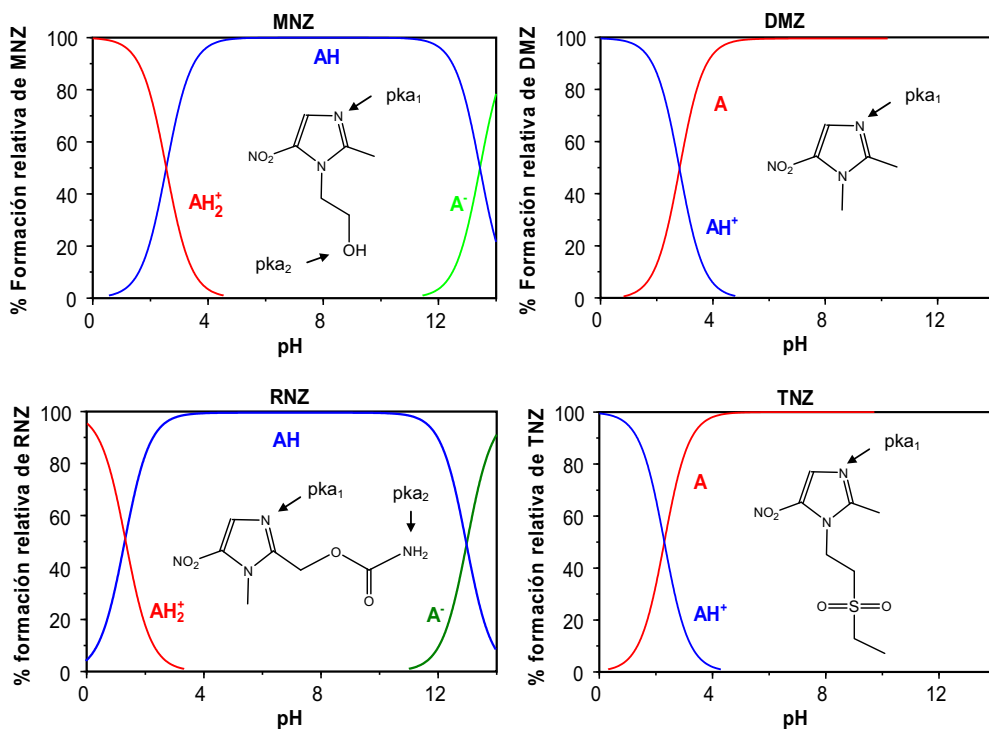 MNZ
% Formación relativa de MNZ
100
80
60
40
20
0
0 4 8 12
pH
AH
AH₂⁺
A⁻
pka₁
N
NO₂
N
OH
pka₂
DMZ
% Formación relativa de DMZ
100
80
60
40
20
0
0 4 8 12
pH
A
AH⁺
pka₁
N
NO₂
N
RNZ
% formación relativa de RNZ
100
80
60
40
20
0
0 4 8 12
pH
AH
AH₂⁺
A⁻
pka₁
pka₂
N
O
NH₂
NO₂
N
O
TNZ
% formación relativa de TNZ
100
80
60
40
20
0
0 4 8 12
pH
A
AH⁺
pka₁
N
NO₂
N
O S O